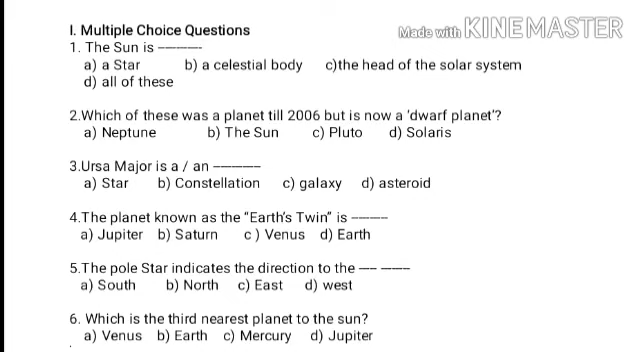 I. Multiple Choice Questions
Made with KINEMASTER
1. The Sun is ————
a) a Star b) a celestial body c)the head of the solar system
d) all of these
2.Which of these was a planet till 2006 but is now a 'dwarf planet'?
a) Neptune b) The Sun c) Pluto d) Solaris
3.Ursa Major is a / an ————
a) Star b) Constellation c) galaxy d) asteroid
4.The planet known as the “Earth's Twin” is ———
a) Jupiter b) Saturn c ) Venus d) Earth
5.The pole Star indicates the direction to the —— ———
a) South b) North c) East d) west
6. Which is the third nearest planet to the sun?
a) Venus b) Earth c) Mercury d) Jupiter